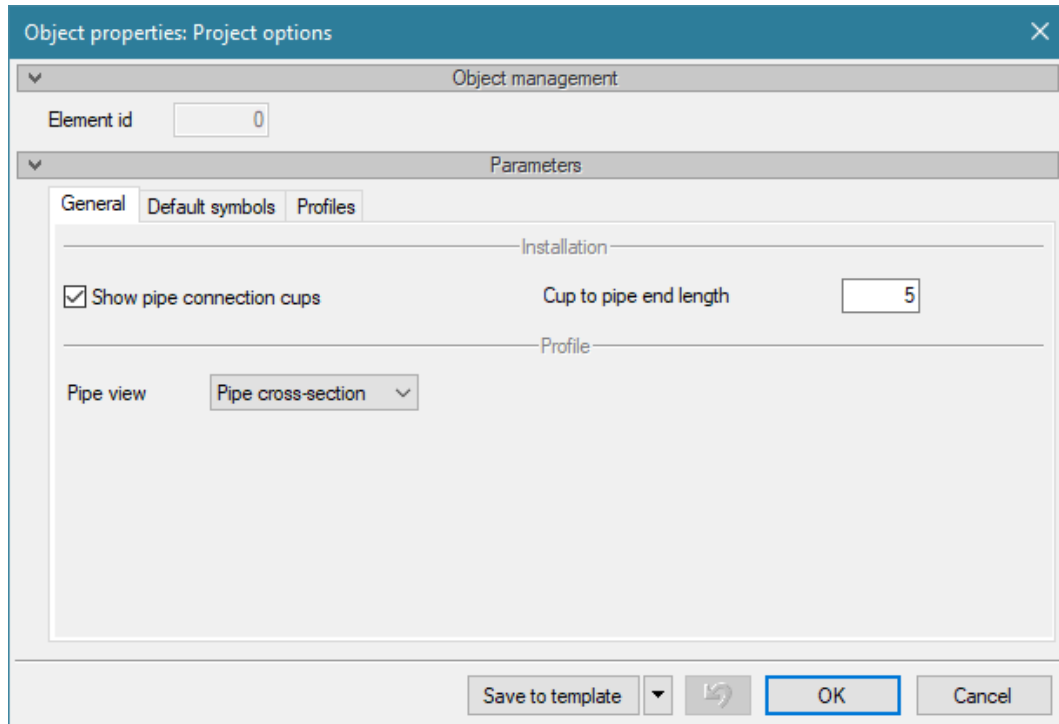 Object properties: Project options
Object management
Element id 0
Parameters
General Default symbols Profiles
Installation
Show pipe connection cups Cup to pipe end length 5
Profile
Pipe view Pipe cross-section
Save to template OK Cancel